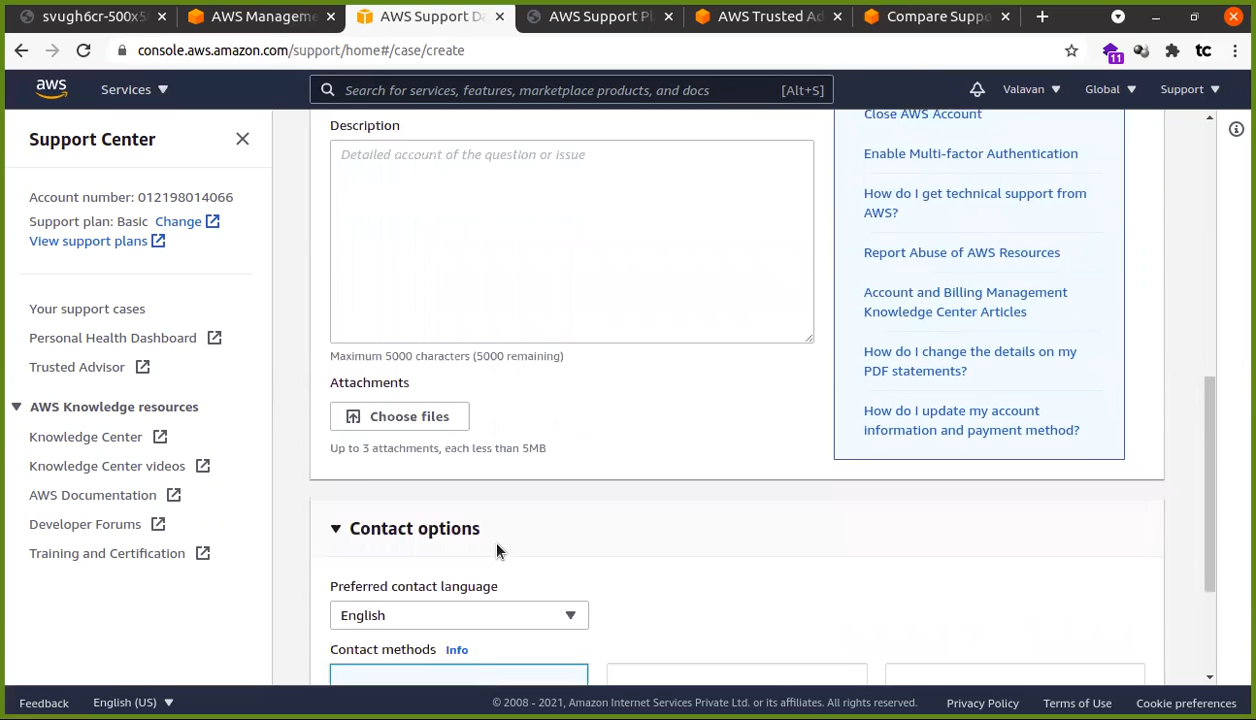 svugh6cr-500x5
AWS Manageme
AWS Support Da
AWS Support Pl
AWS Trusted Ad
Compare Suppo
console.aws.amazon.com/support/home#/case/create
11
tc
aws
Services
Search for services, features, marketplace products, and docs
[Alt+S]
Valavan
Global
Support
Support Center
Account number: 012198014066
Support plan: Basic Change
View support plans
Your support cases
Personal Health Dashboard
Trusted Advisor
AWS Knowledge resources
Knowledge Center
Knowledge Center videos
AWS Documentation
Developer Forums
Training and Certification
Description
Detailed account of the question or issue
Maximum 5000 characters (5000 remaining)
Attachments
Choose files
Up to 3 attachments, each less than 5MB
Close AWS Account
Enable Multi-factor Authentication
How do I get technical support from
AWS?
Report Abuse of AWS Resources
Account and Billing Management
Knowledge Center Articles
How do I change the details on my
PDF statements?
How do I update my account
information and payment method?
Contact options
Preferred contact language
English
Contact methods Info
Feedback
English (US)
© 2008 - 2021, Amazon Internet Services Private Ltd. or its affiliates. All rights reserved.
Privacy Policy
Terms of Use
Cookie preferences